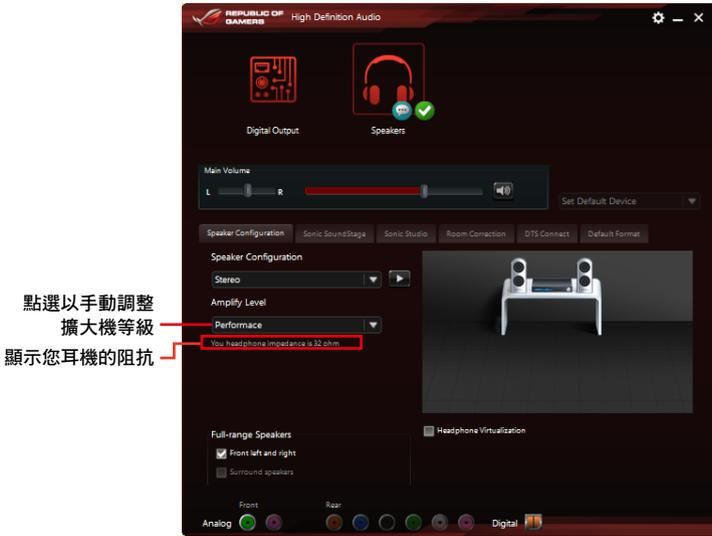 REPUBLIC OF
GAMERS
High Definition Audio
Digital Output
Speakers
Main Volume
L
R
Set Default Device
Speaker Configuration
Sonic SoundStage
Sonic Studio
Room Correction
DTS Connect
Default Format
Speaker Configuration
Stereo
Amplify Level
點選以手動調整
擴大機等級
Performace
顯示您耳機的阻抗
You headphone impedance is 32 ohm
Headphone Virtualization
Full-range Speakers
Front left and right
Surround speakers
Front
Rear
Analog
Digital